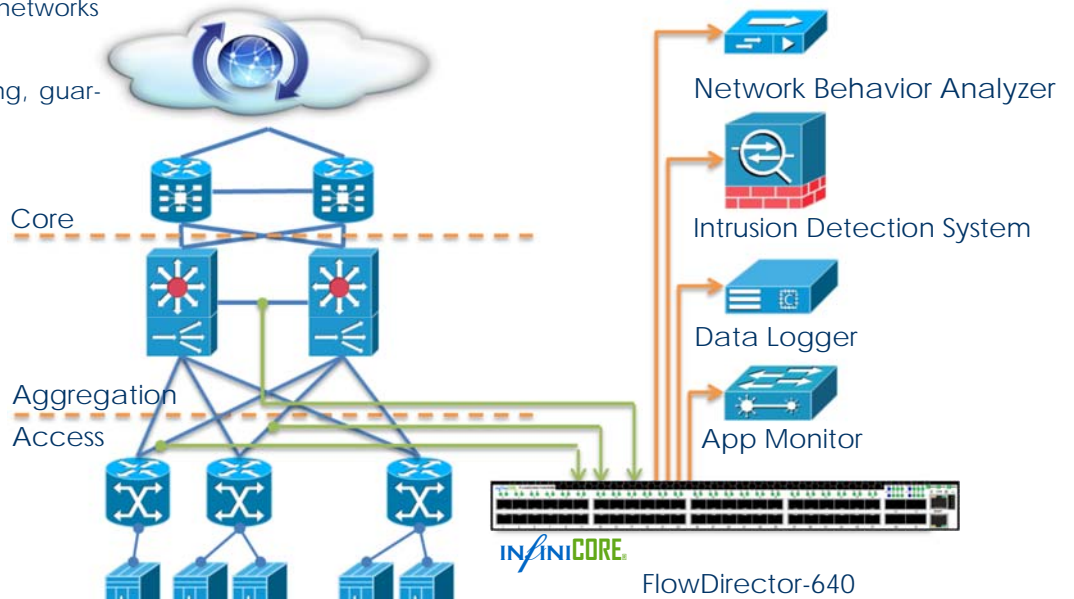 networks
ng, guar-
Network Behavior Analyzer
Intrusion Detection System
Core
Data Logger
Aggregation
Access
App Monitor
INFINICORE
FlowDirector-640